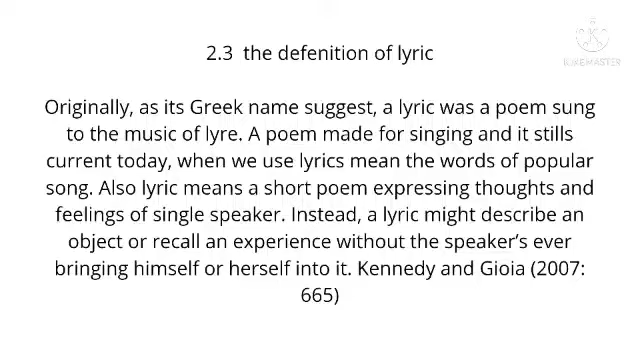 2.3 the defenition of lyric
Originally, as its Greek name suggest, a lyric was a poem sung
to the music of lyre. A poem made for singing and it stills
current today, when we use lyrics mean the words of popular
song. Also lyric means a short poem expressing thoughts and
feelings of single speaker. Instead, a lyric might describe an
object or recall an experience without the speaker's ever
bringing himself or herself into it. Kennedy and Gioia (2007:
665)
KINEMASTER